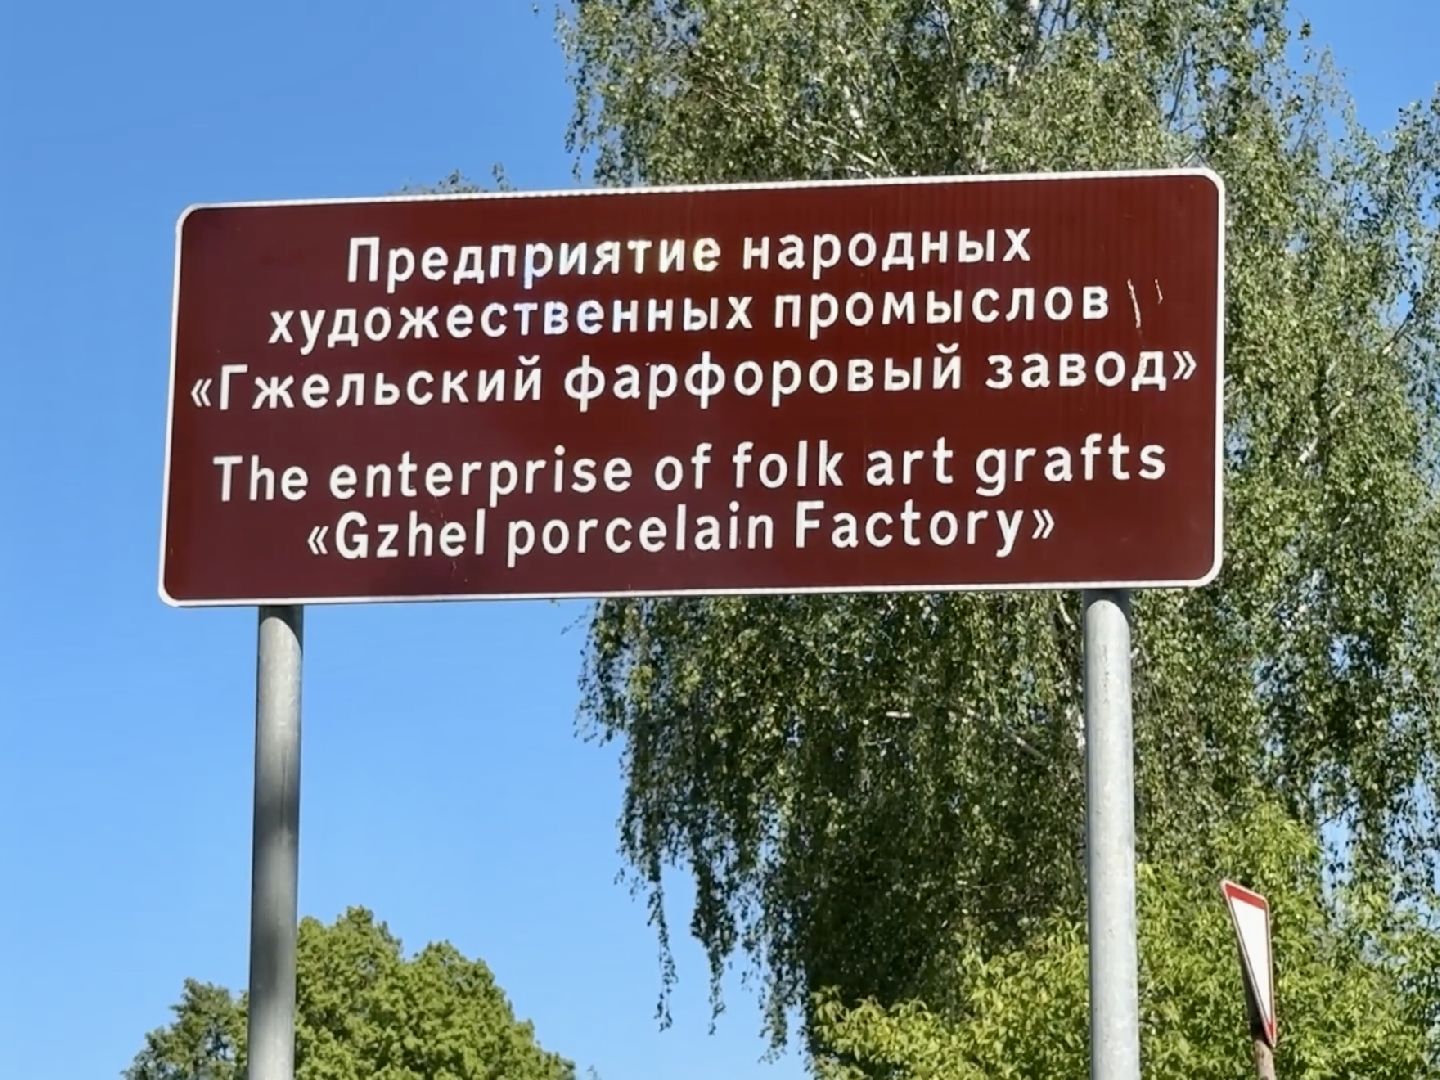 Предприятие народных
художественных промыслов
«Гжельский фарфоровый завод»
The enterprise of folk art grafts
«Gzhel porcelain Factory»